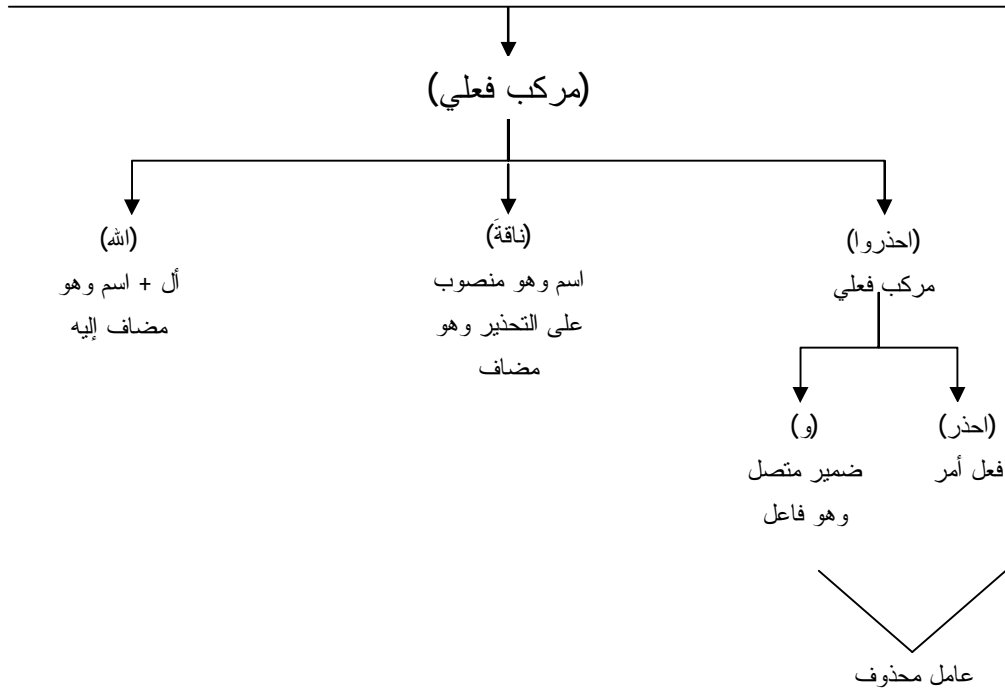 (مركب فعلي)
(احذروا)
مركب فعلي
(ناقةَ)
اسم وهو منصوب
على التحذير وهو
مضاف
(الله)
أل + اسم وهو
مضاف إليه
(احذر)
فعل أمر
(و)
ضمير متصل
وهو فاعل
عامل محذوف